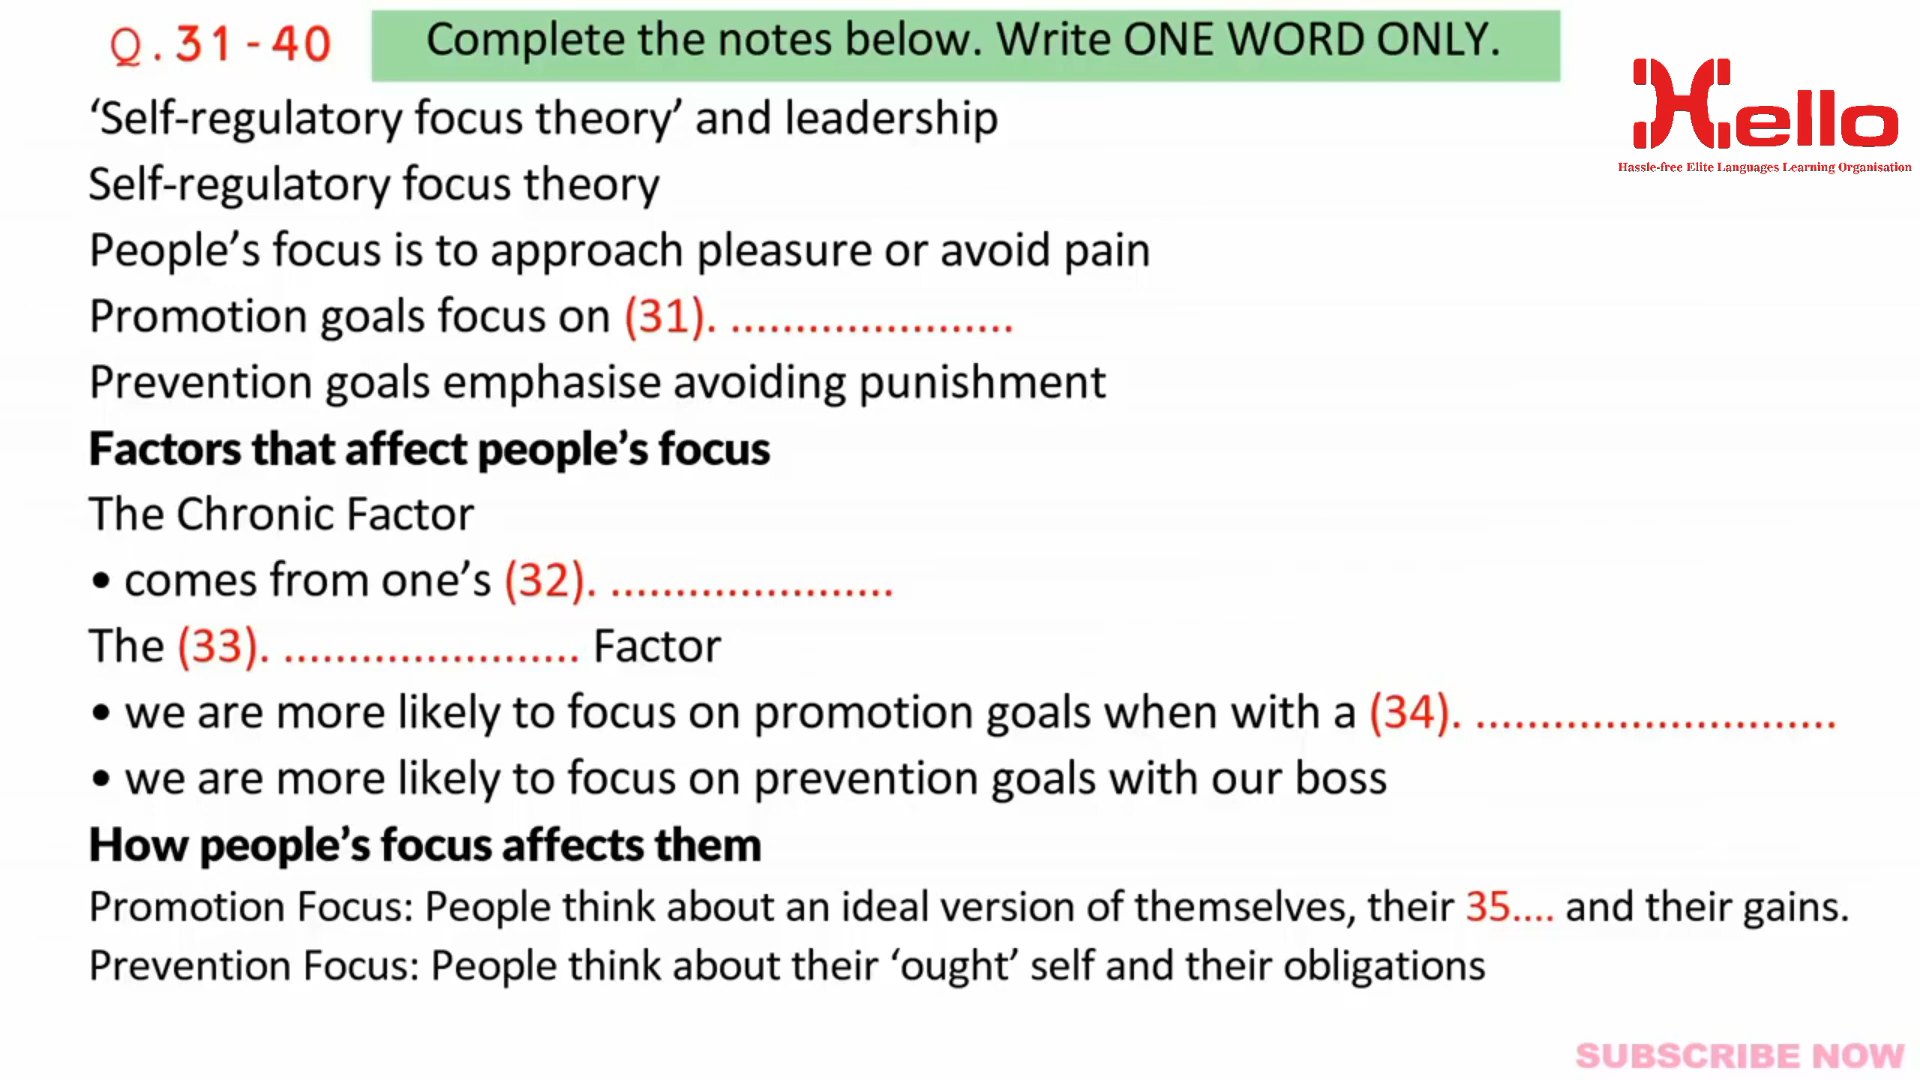 Q.31-40
Complete the notes below. Write ONE WORD ONLY.
Hello
Hassle-free Elite Languages Learning Organisation
‘Self-regulatory focus theory’ and leadership
Self-regulatory focus theory
People’s focus is to approach pleasure or avoid pain
Promotion goals focus on (31). ......................
Prevention goals emphasise avoiding punishment
Factors that affect people’s focus
The Chronic Factor
• comes from one’s (32). ......................
The (33). ....................... Factor
• we are more likely to focus on promotion goals when with a (34). ............................
• we are more likely to focus on prevention goals with our boss
How people’s focus affects them
Promotion Focus: People think about an ideal version of themselves, their 35.... and their gains.
Prevention Focus: People think about their ‘ought’ self and their obligations
SUBSCRIBE NOW